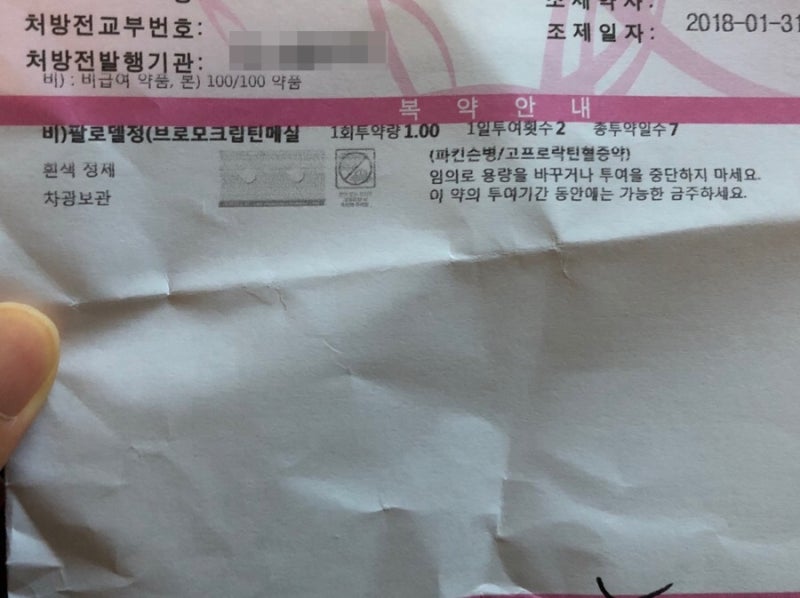 조제약사:
처방전교부번호:
조제일자: 2018-01-31
처방전발행기관:
비) : 비급여 약품, 본) 100/100 약품
복 약 안 내
비)팔로델정(브로모크립틴메실 1회투약량 1.00 1일투여횟수 2 총투약일수 7
(파킨슨병/고프로락틴혈증약)
흰색 정제
임의로 용량을 바꾸거나 투여을 중단하지 마세요.
차광보관
이 약의 투여기간 동안에는 가능한 금주하세요.